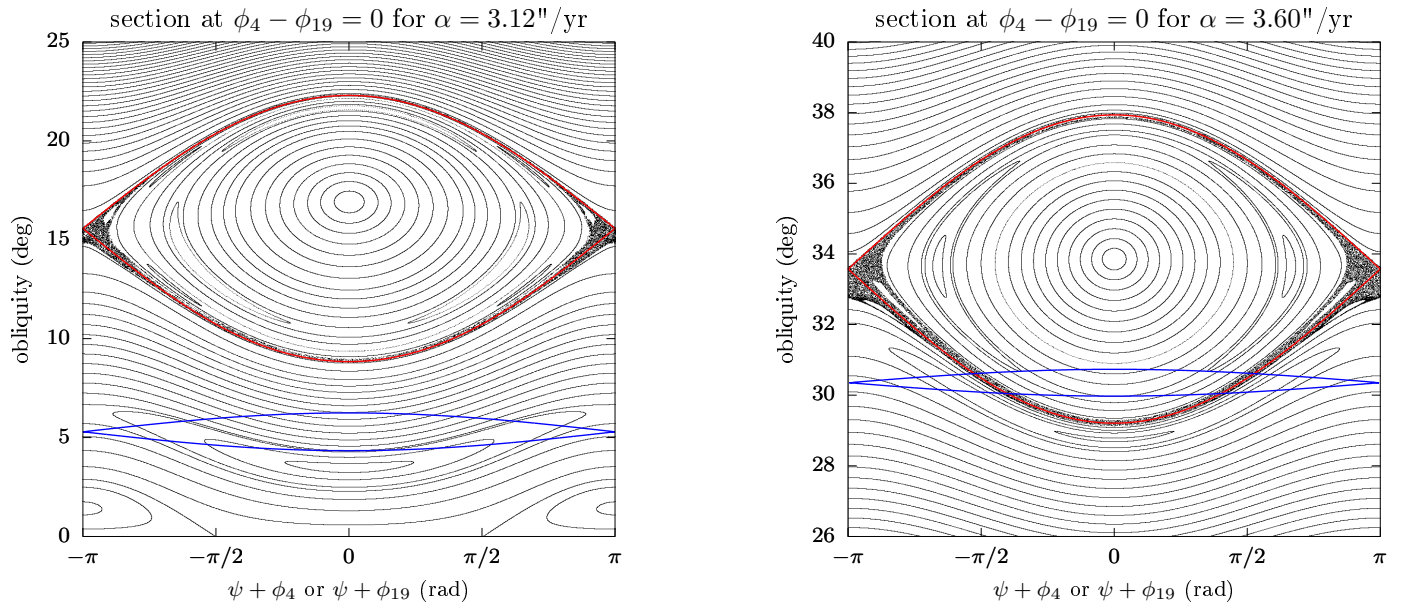 section at ϕ₄ − ϕ₁₉ = 0 for α = 3.12"/yr
25
20
15
10
5
0
obliquity (deg)
−π
−π/2
0
π/2
π
ψ + ϕ₄ or ψ + ϕ₁₉ (rad)
section at ϕ₄ − ϕ₁₉ = 0 for α = 3.60"/yr
40
38
36
34
32
30
28
26
obliquity (deg)
−π
−π/2
0
π/2
π
ψ + ϕ₄ or ψ + ϕ₁₉ (rad)